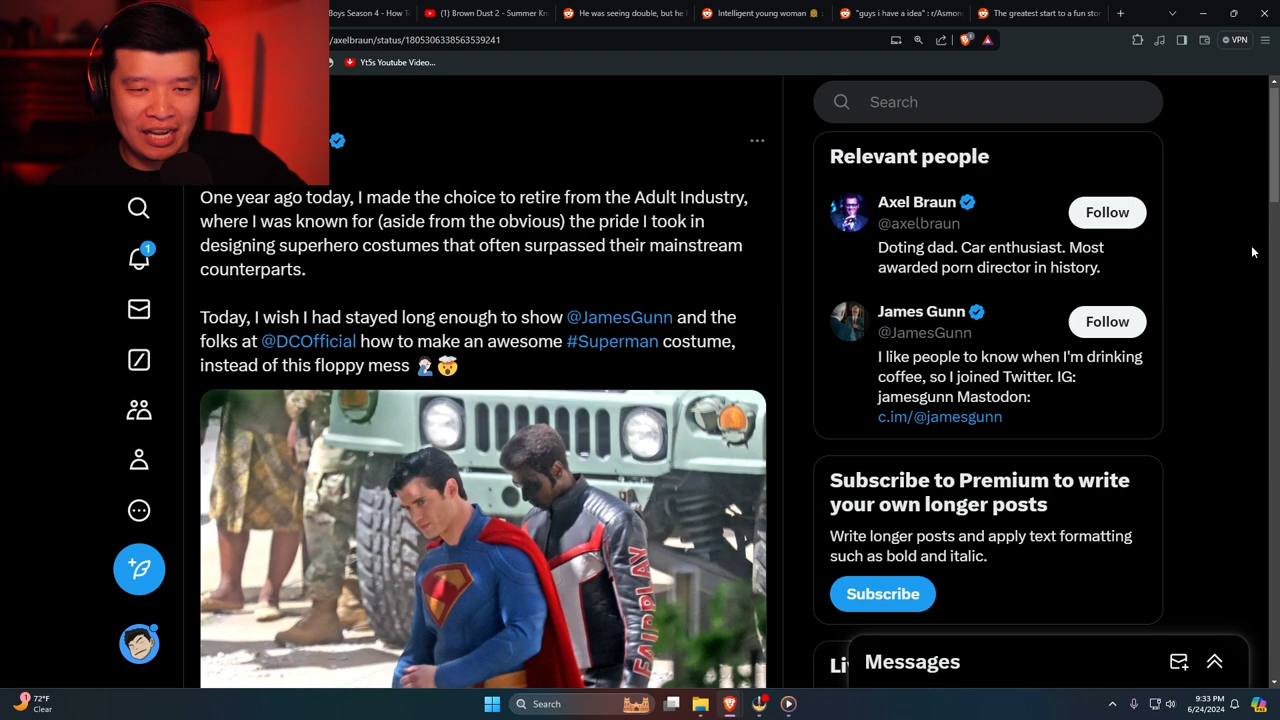 Boys Season 4 - How T
(1) Brown Dust 2 - Summer Kn
He was seeing double, but he l
Intelligent young woman
"guys i have a idea" : r/Asmon
The greatest start to a fun sto
/axelbraun/status/1805306338563539241
VPN
Yt5s Youtube Video...
One year ago today, I made the choice to retire from the Adult Industry,
where I was known for (aside from the obvious) the pride I took in
designing superhero costumes that often surpassed their mainstream
counterparts.
Today, I wish I had stayed long enough to show @JamesGunn and the
folks at @DCOfficial how to make an awesome #Superman costume,
instead of this floppy mess
FAIRPLAY
1
Search
Relevant people
Axel Braun
@axelbraun
Follow
Doting dad. Car enthusiast. Most
awarded porn director in history.
James Gunn
@JamesGunn
Follow
I like people to know when I'm drinking
coffee, so I joined Twitter. IG:
jamesgunn Mastodon:
c.im/@jamesgunn
Subscribe to Premium to write
your own longer posts
Write longer posts and apply text formatting
such as bold and italic.
Subscribe
Li
Messages
1
72°F
Clear
Search
9:33 PM
6/24/2024